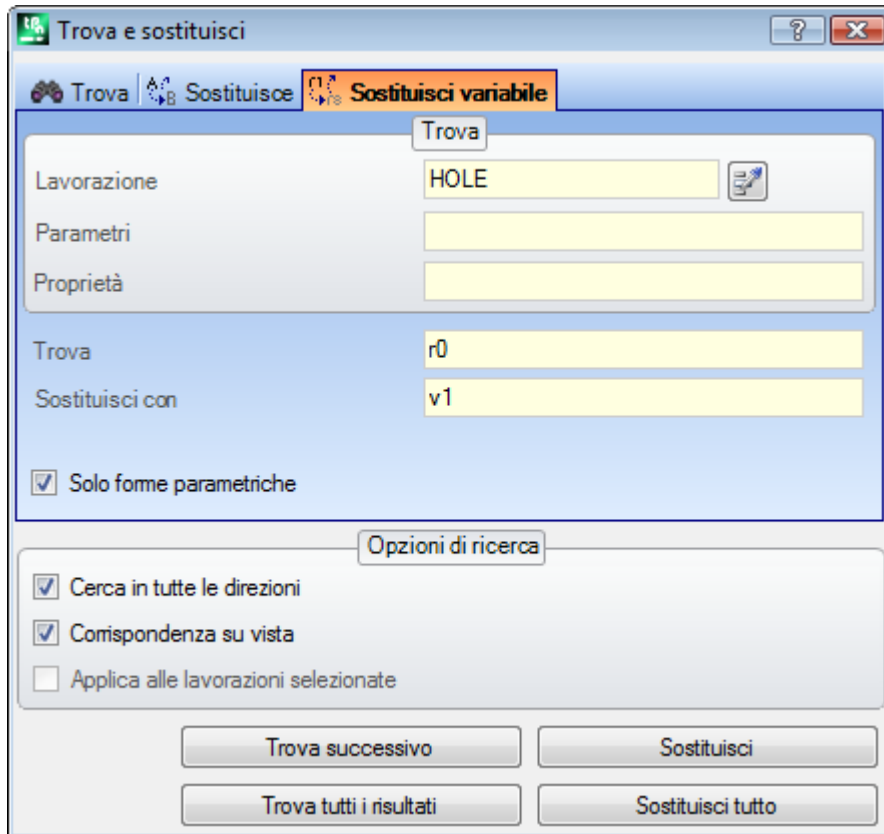 Trova e sostituisci
Trova Sostituisce Sostituisci variabile
Trova
Lavorazione HOLE
Parametri
Proprietà
Trova r0
Sostituisci con v1
Solo forme parametriche
Opzioni di ricerca
Cerca in tutte le direzioni
Corrispondenza su vista
Applica alle lavorazioni selezionate
Trova successivo Sostituisci
Trova tutti i risultati Sostituisci tutto